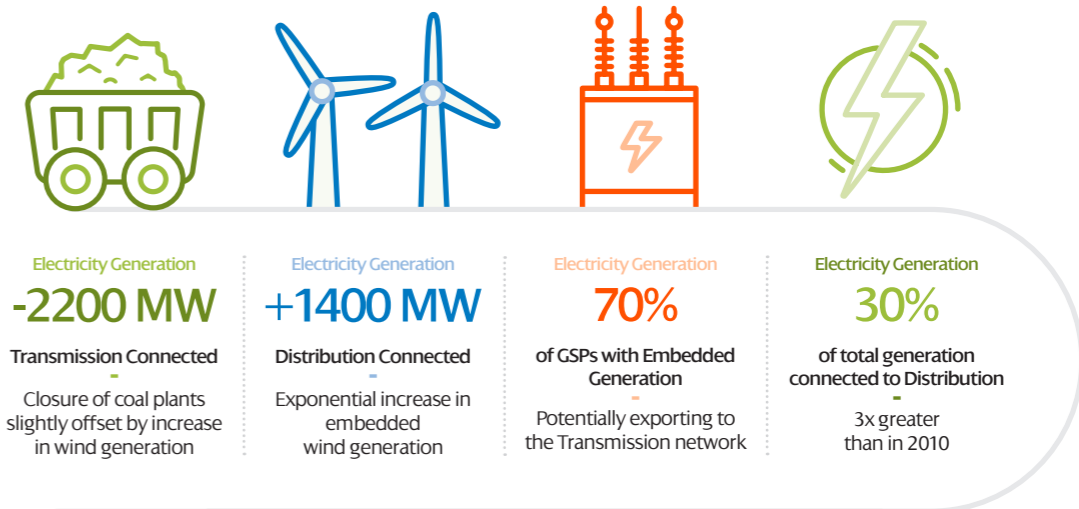 Electricity Generation
-2200 MW
Transmission Connected
-
Closure of coal plants
slightly offset by increase
in wind generation
Electricity Generation
+1400 MW
Distribution Connected
-
Exponential increase in
embedded
wind generation
Electricity Generation
70%
of GSPs with Embedded
Generation
-
Potentially exporting to
the Transmission network
Electricity Generation
30%
of total generation
connected to Distribution
-
3x greater
than in 2010